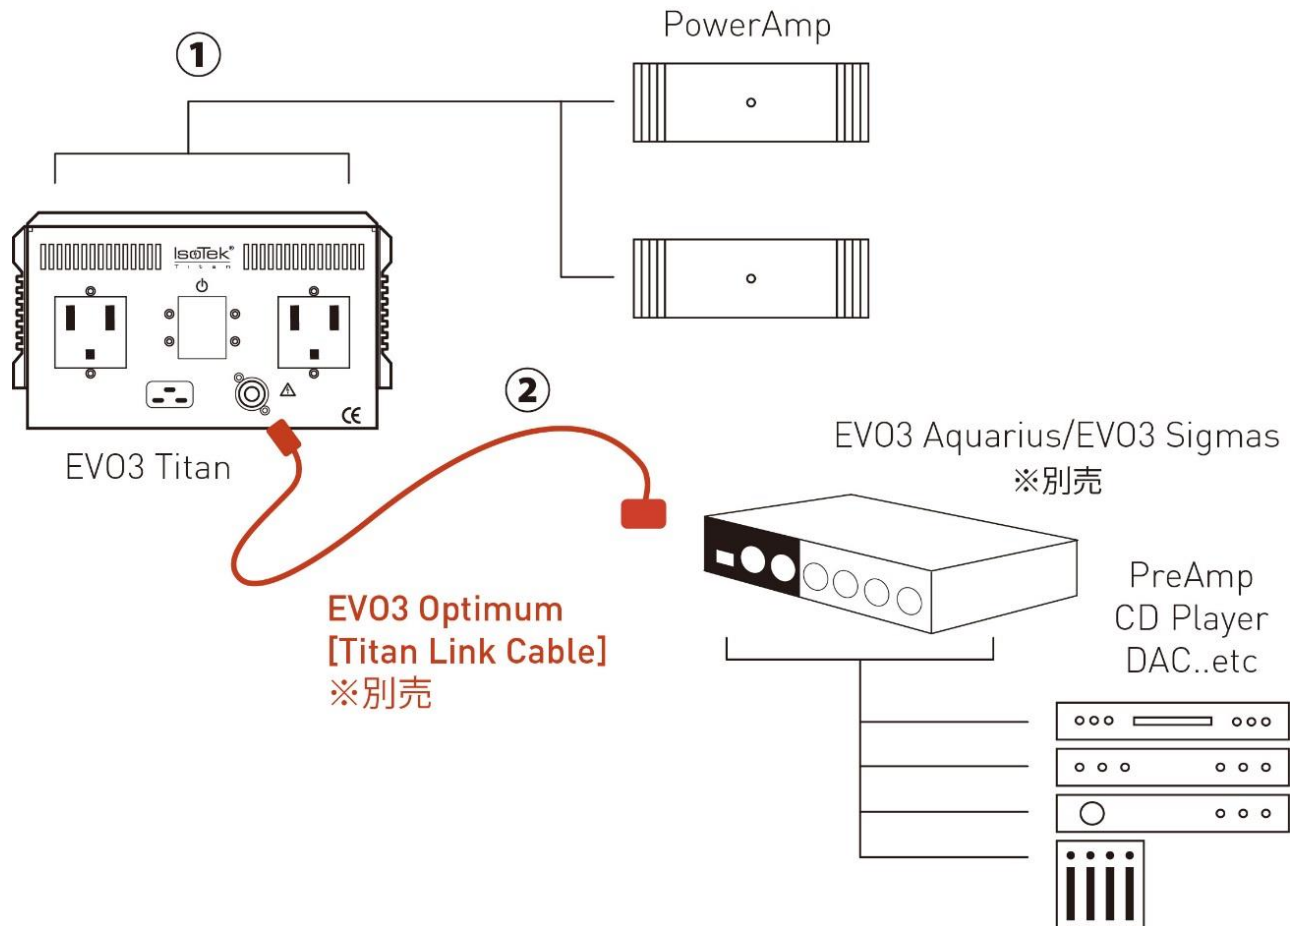 ①
PowerAmp
IsoTek®
Titan
CE
EVO3 Titan
②
EVO3 Aquarius/EVO3 Sigmas
※別売
EVO3 Optimum
[Titan Link Cable]
※別売
PreAmp
CD Player
DAC..etc